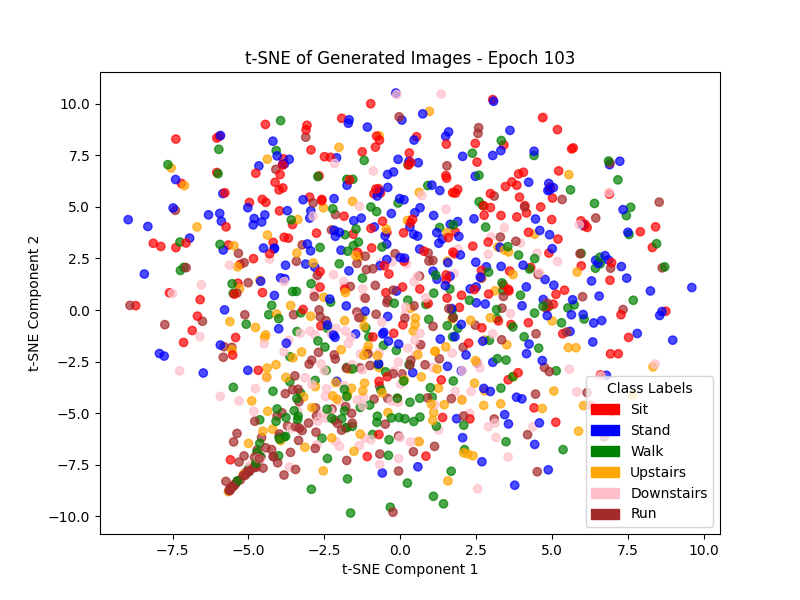 t-SNE of Generated Images - Epoch 103
t-SNE Component 2
10.0
7.5
5.0
2.5
0.0
−2.5
−5.0
−7.5
−10.0
Class Labels
Sit
Stand
Walk
Upstairs
Downstairs
Run
−7.5 −5.0 −2.5 0.0 2.5 5.0 7.5 10.0
t-SNE Component 1